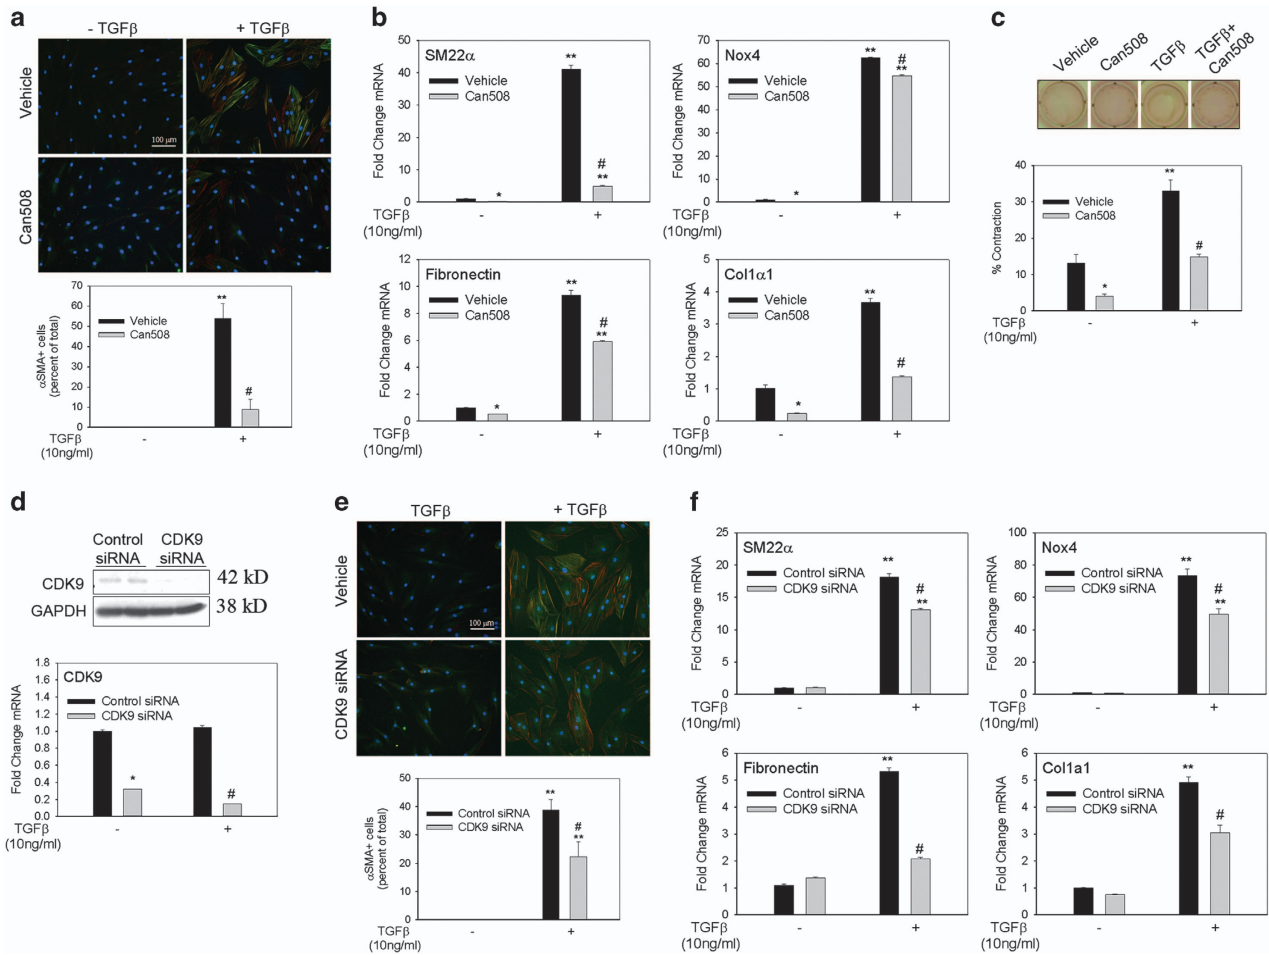 a
- TGFβ
+ TGFβ
Vehicle
100 μm
Can508
70
60
50
40
30
20
10
0
αSMA+ cells
(percent of total)
Vehicle
Can508
**
#
TGFβ
(10ng/ml)
-
+
b
50
40
30
20
10
0
Fold Change mRNA
SM22α
Vehicle
Can508
*
**
#
**
TGFβ
(10ng/ml)
-
+
70
60
50
40
30
20
10
0
Fold Change mRNA
Nox4
Vehicle
Can508
*
**
#
**
TGFβ
(10ng/ml)
-
+
12
10
8
6
4
2
0
Fold Change mRNA
Fibronectin
Vehicle
Can508
*
**
#
**
TGFβ
(10ng/ml)
-
+
5
4
3
2
1
0
Fold Change mRNA
Col1α1
Vehicle
Can508
*
**
#
TGFβ
(10ng/ml)
-
+
c
Vehicle
Can508
TGFβ
TGFβ+
Can508
40
30
20
10
0
% Contraction
Vehicle
Can508
*
**
#
TGFβ
(10ng/ml)
-
+
d
Control
siRNA
CDK9
siRNA
CDK9
42 kD
GAPDH
38 kD
1.8
1.6
1.4
1.2
1.0
0.8
0.6
0.4
0.2
0.0
Fold Change mRNA
CDK9
Control siRNA
CDK9 siRNA
*
#
TGFβ
(10ng/ml)
-
+
e
TGFβ
+ TGFβ
Vehicle
100 μm
CDK9 siRNA
50
40
30
20
10
0
αSMA+ cells
(percent of total)
Control siRNA
CDK9 siRNA
**
#
**
TGFβ
(10ng/ml)
-
+
f
25
20
15
10
5
0
Fold Change mRNA
SM22α
Control siRNA
CDK9 siRNA
**
#
**
TGFβ
(10ng/ml)
-
+
100
80
60
40
20
0
Fold Change mRNA
Nox4
Control siRNA
CDK9 siRNA
**
#
**
TGFβ
(10ng/ml)
-
+
6
5
4
3
2
1
0
Fold Change mRNA
Fibronectin
Control siRNA
CDK9 siRNA
**
#
TGFβ
(10ng/ml)
-
+
6
5
4
3
2
1
0
Fold Change mRNA
Col1a1
Control siRNA
CDK9 siRNA
**
#
TGFβ
(10ng/ml)
-
+